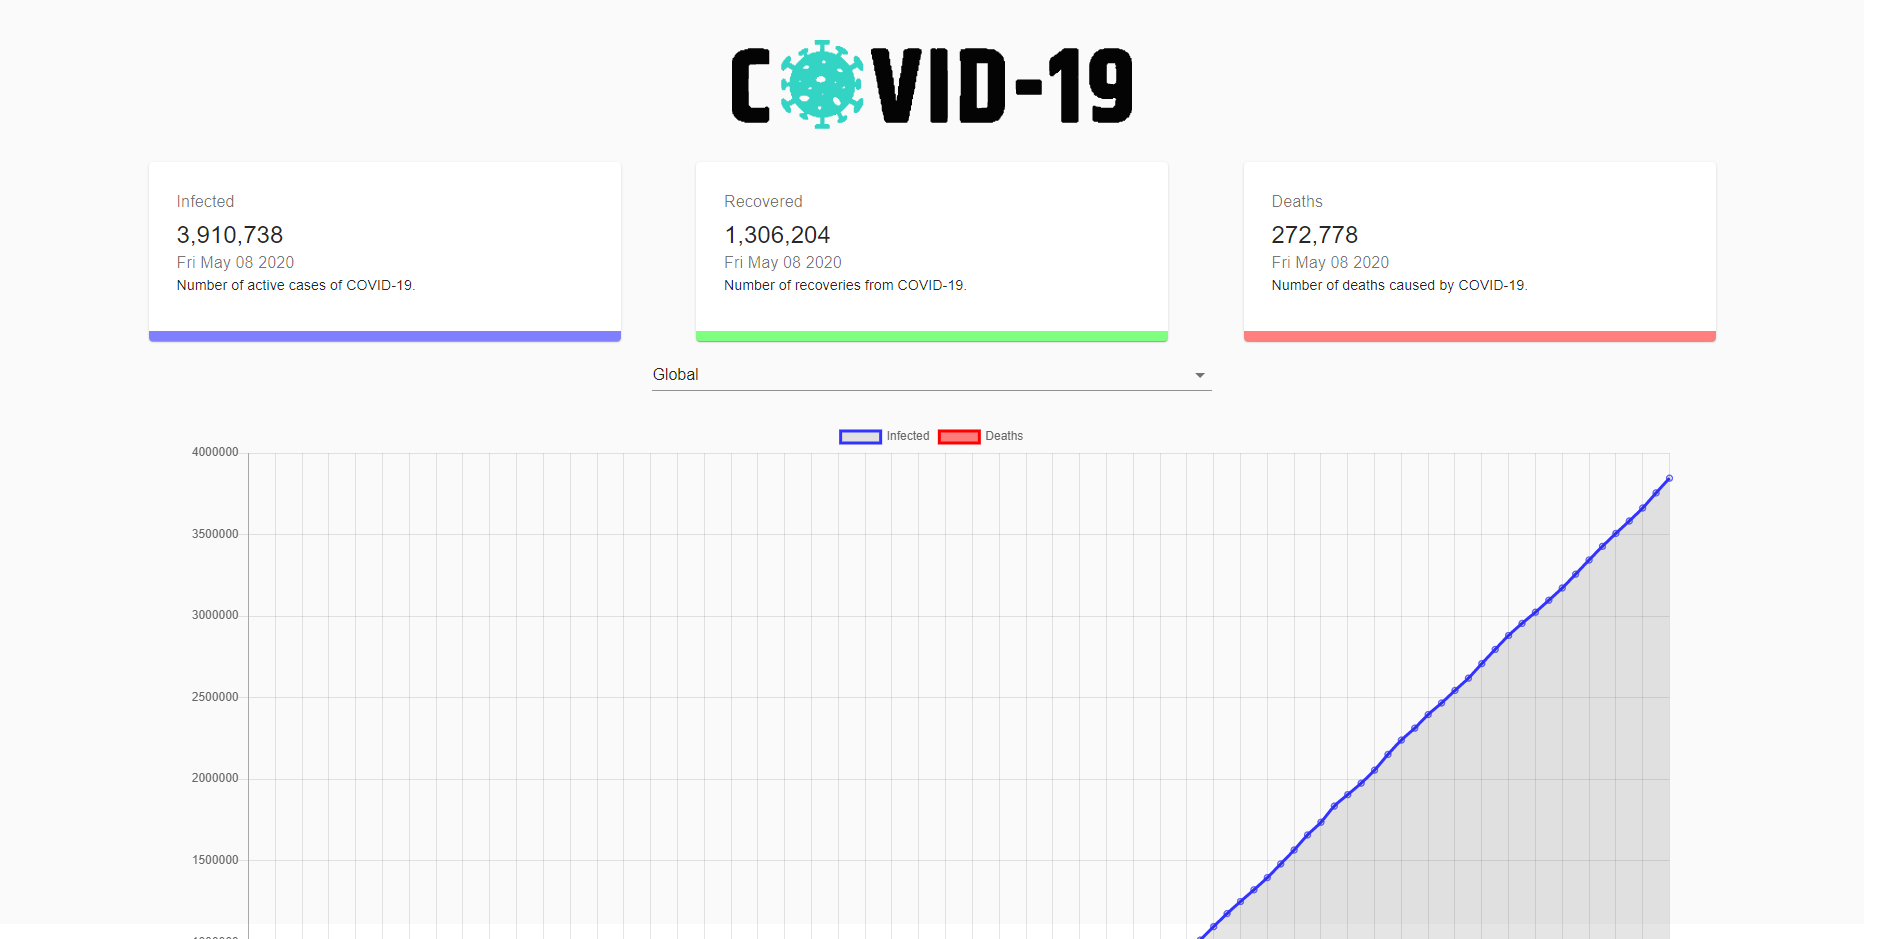 COVID-19
Infected
3,910,738
Fri May 08 2020
Number of active cases of COVID-19.
Recovered
1,306,204
Fri May 08 2020
Number of recoveries from COVID-19.
Deaths
272,778
Fri May 08 2020
Number of deaths caused by COVID-19.
Global
Infected Deaths
4000000
3500000
3000000
2500000
2000000
1500000